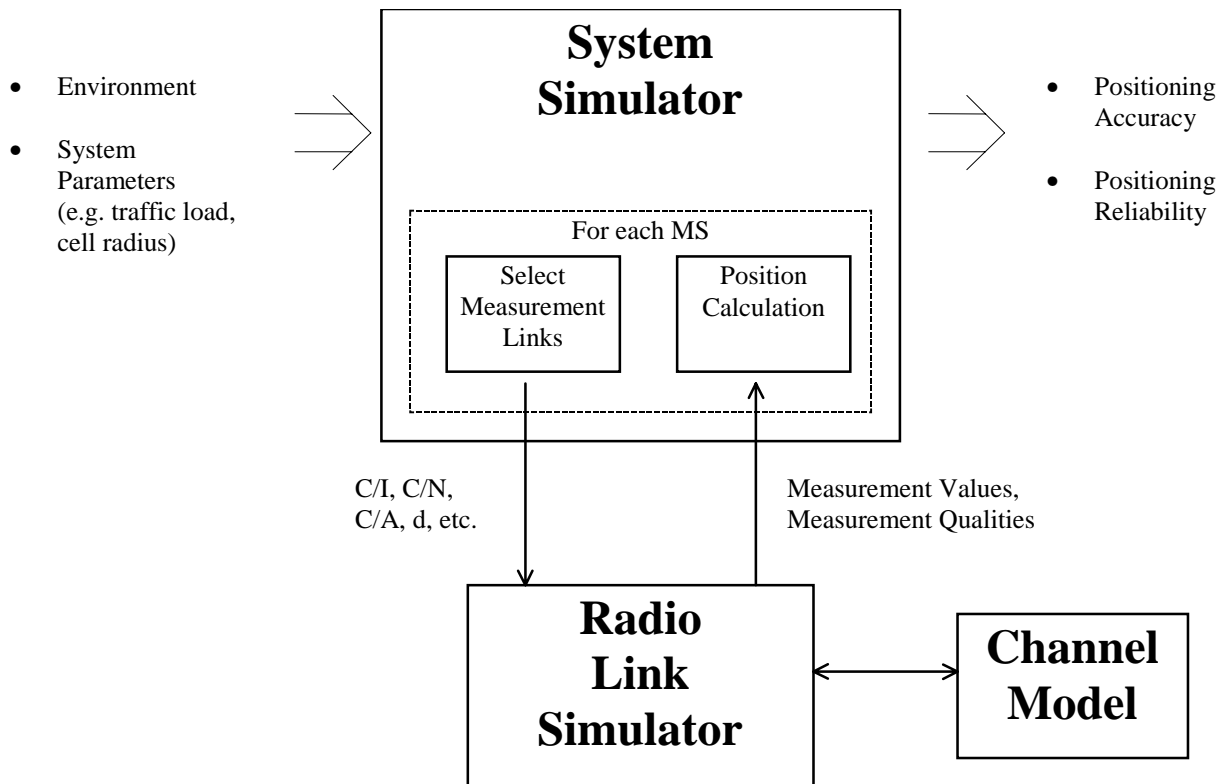 System
Simulator
• Environment
• System
Parameters
(e.g. traffic load,
cell radius)
• Positioning
Accuracy
• Positioning
Reliability
For each MS
Select
Measurement
Links
Position
Calculation
C/I, C/N,
C/A, d, etc.
Measurement Values,
Measurement Qualities
Radio
Link
Simulator
Channel
Model